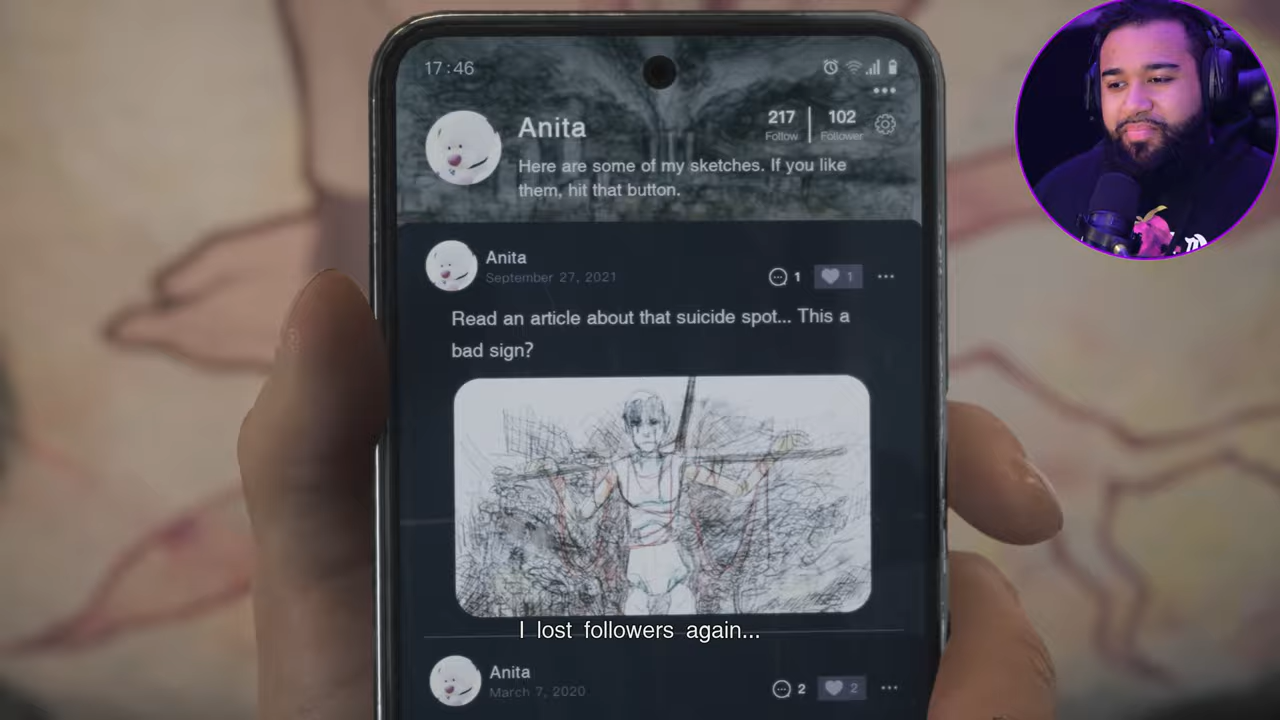 17:46
Anita
217
Follow
102
Follower
Here are some of my sketches. If you like
them, hit that button.
Anita
September 27, 2021
1
1
Read an article about that suicide spot... This a
bad sign?
I lost followers again...
Anita
March 7, 2020
2
2